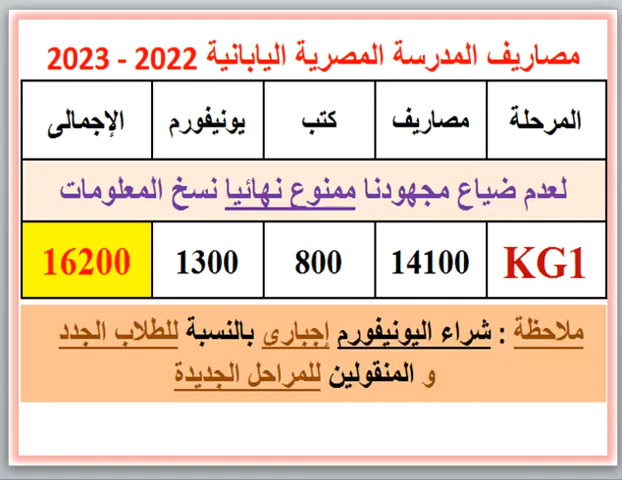 مصاريف المدرسة المصرية اليابانية 2022 - 2023
المرحلة مصاريف كتب يونيفورم الإجمالى
لعدم ضياع مجهودنا ممنوع نهائيا نسخ المعلومات
KG1 14100 800 1300 16200
ملاحظة : شراء اليونيفورم إجبارى بالنسبة للطلاب الجدد
و المنقولين للمراحل الجديدة